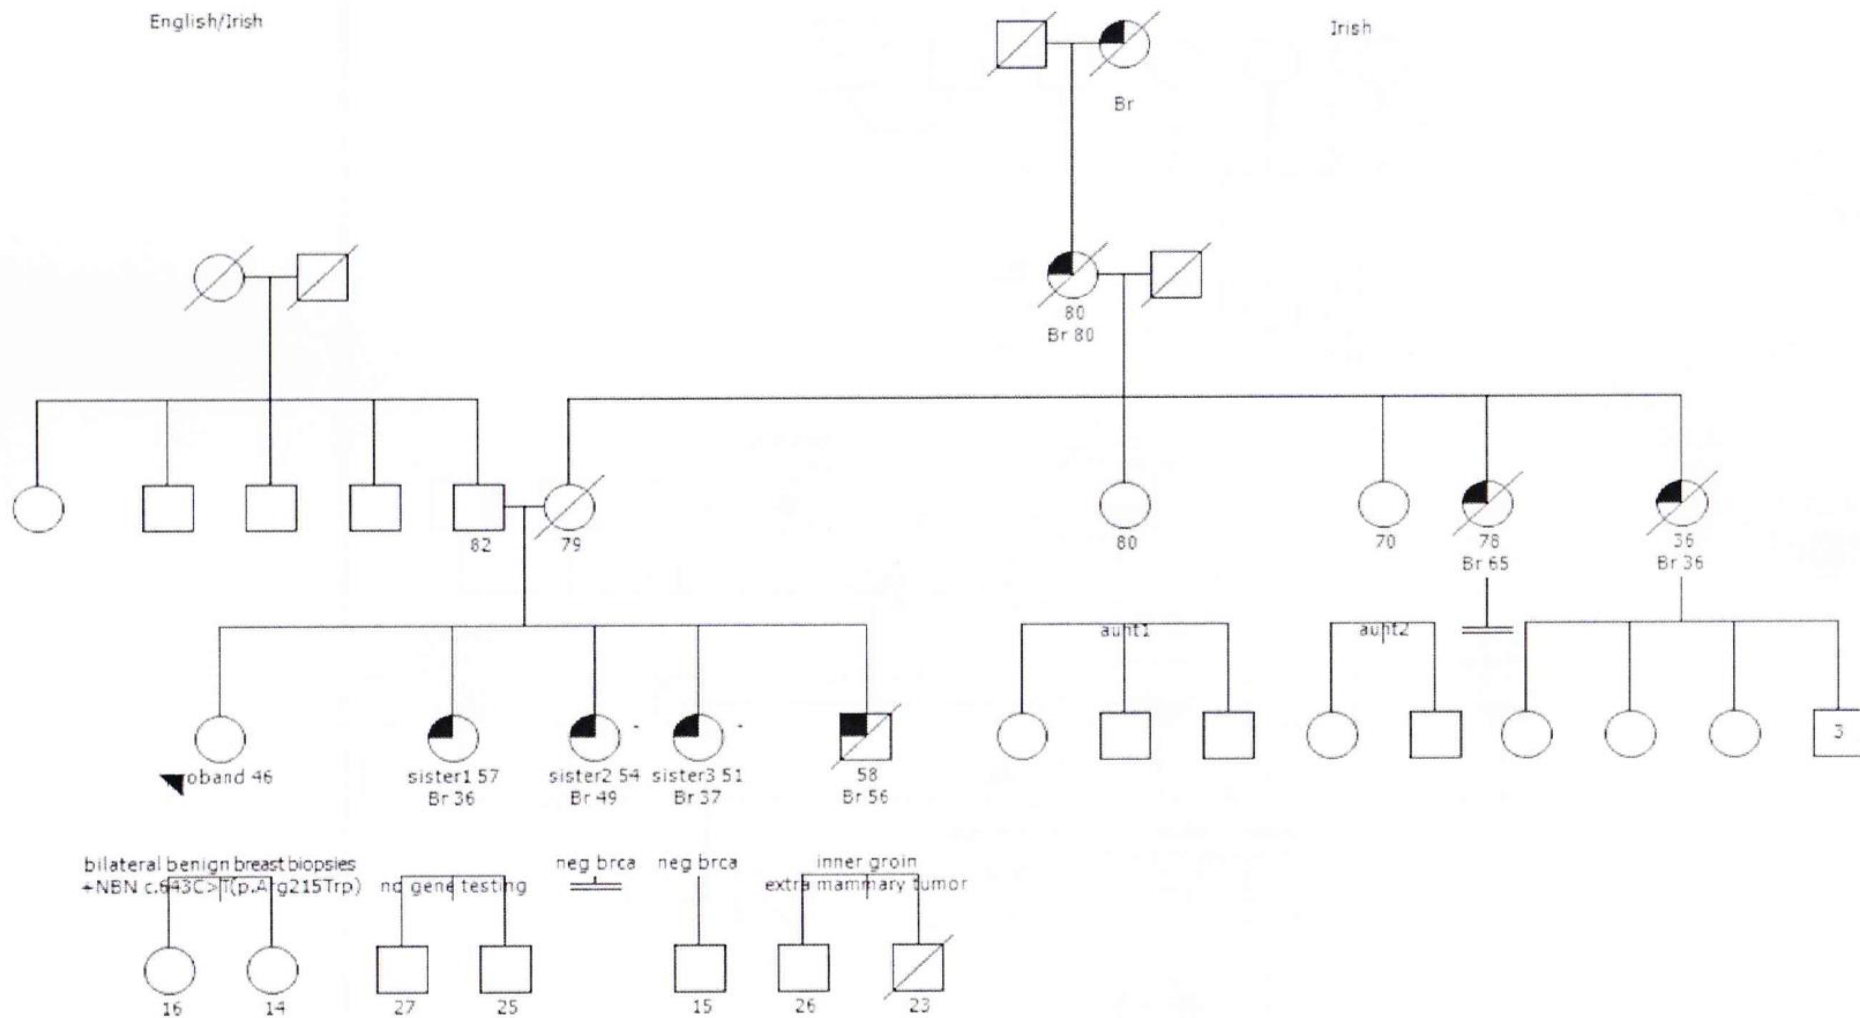 English/Irish
Irish
Br
80
Br 80
82
79
80
70
78
Br 65
36
Br 36
aunt1
aunt2
oband 46
sister1 57
Br 36
sister2 54
Br 49
-
sister3 51
Br 37
-
58
Br 56
3
bilateral benign breast biopsies
+NBN c.643C>T(p.Arg215Trp)
no gene testing
neg brca
neg brca
inner groin
extra mammary tumor
16
14
27
25
15
26
23